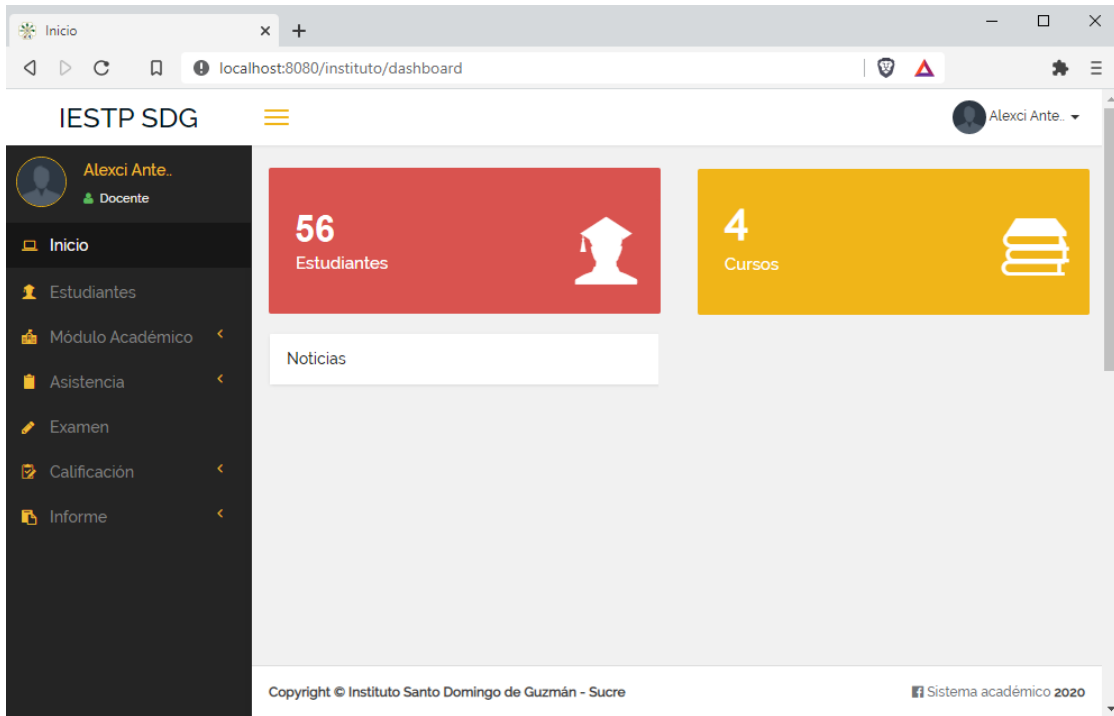 Inicio
localhost:8080/instituto/dashboard
IESTP SDG
Alexci Ante..
Alexci Ante..
Docente
Inicio
Estudiantes
Módulo Académico
Asistencia
Examen
Calificación
Informe
56
Estudiantes
4
Cursos
Noticias
Copyright © Instituto Santo Domingo de Guzmán - Sucre
Sistema académico 2020